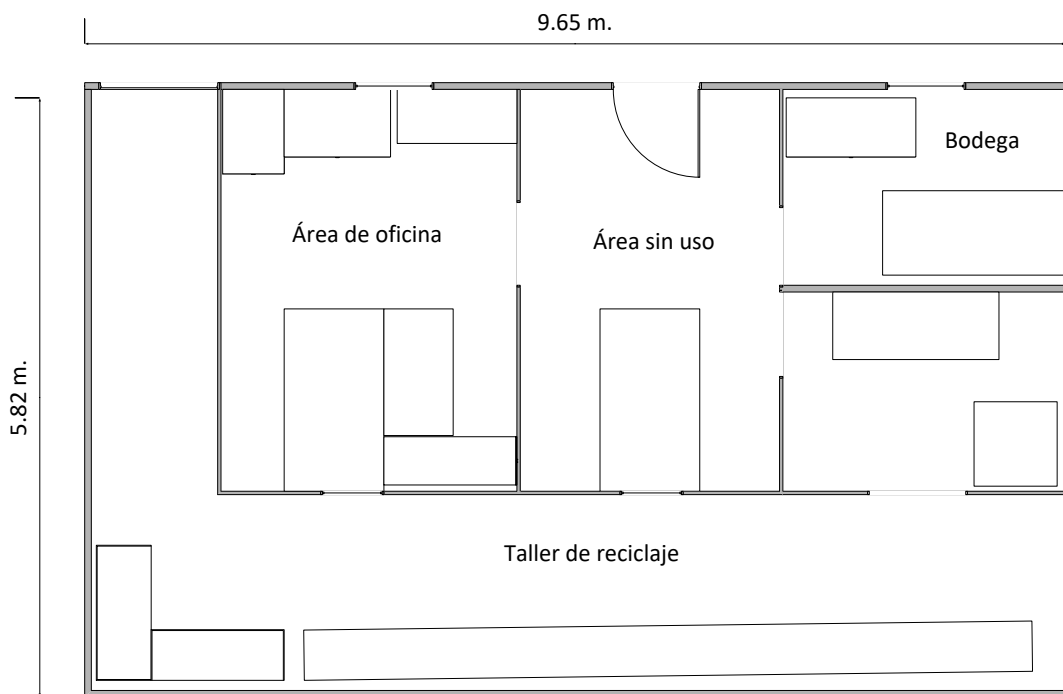 9.65 m.
Bodega
Área de oficina
Área sin uso
5.82 m.
Taller de reciclaje